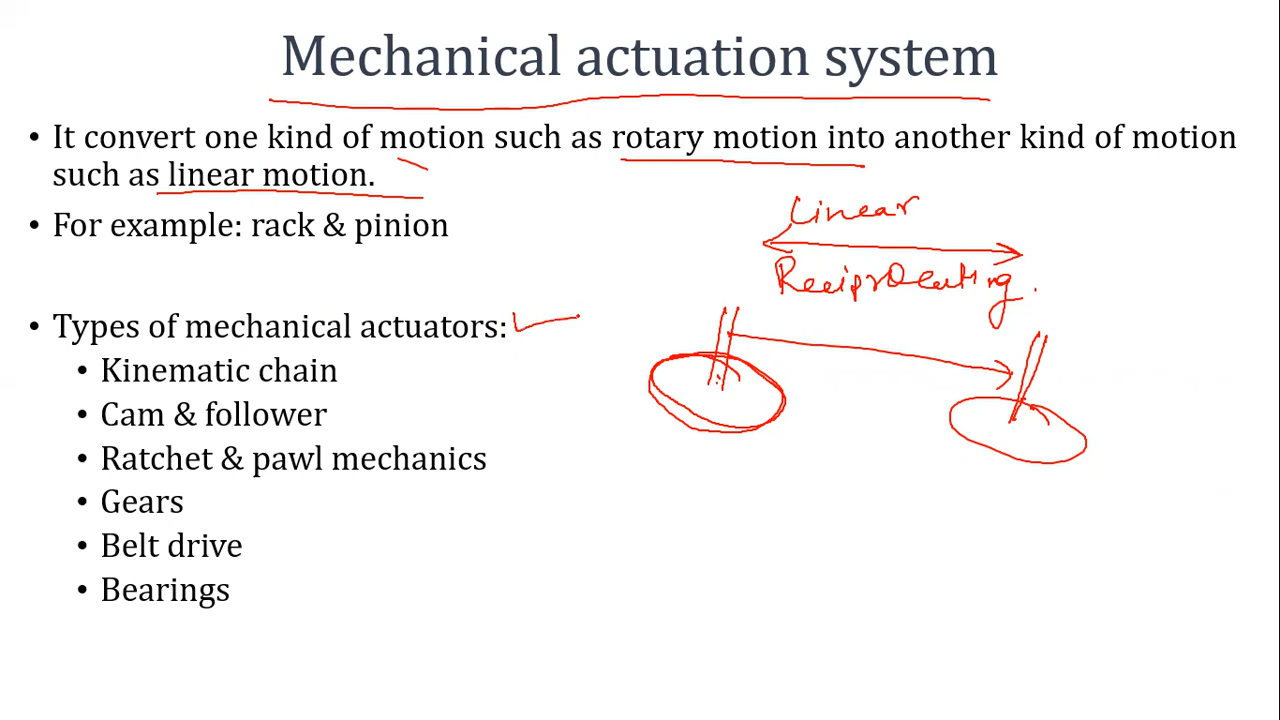 Mechanical actuation system
• It convert one kind of motion such as rotary motion into another kind of motion
such as linear motion.
• For example: rack & pinion
Linear
Reciprocating.
• Types of mechanical actuators:
• Kinematic chain
• Cam & follower
• Ratchet & pawl mechanics
• Gears
• Belt drive
• Bearings